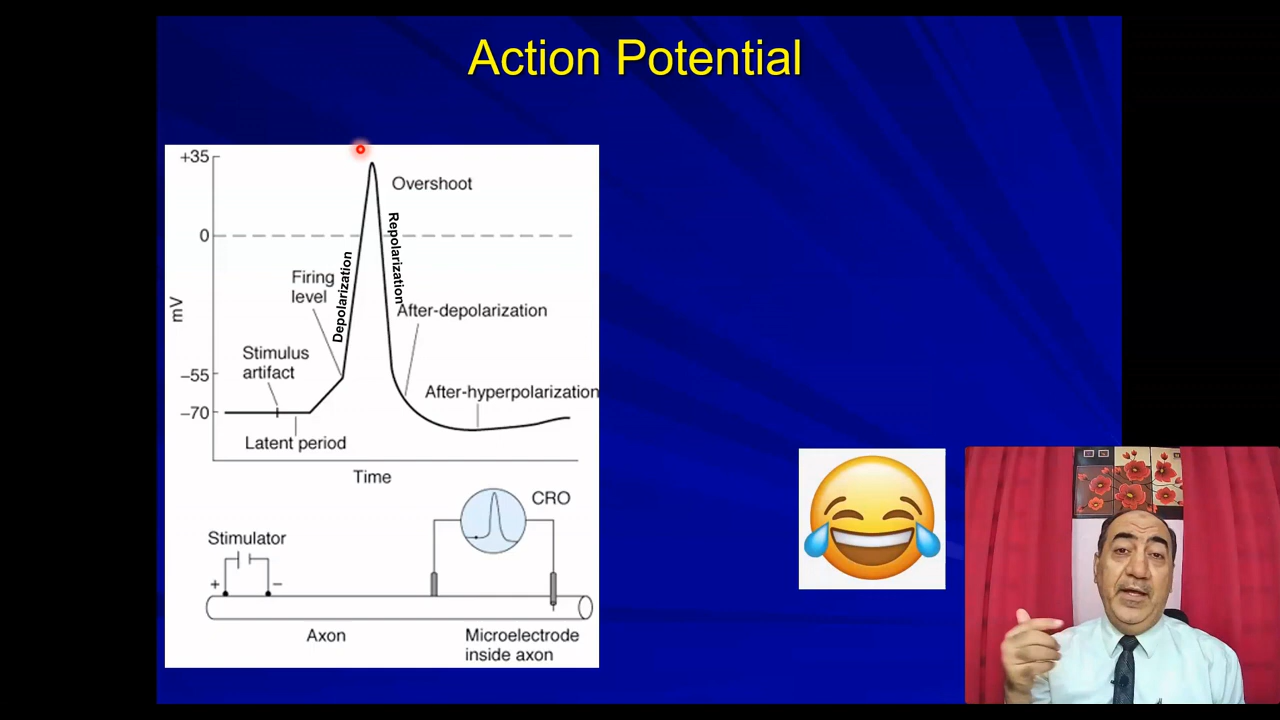 Action Potential
+35
Overshoot
Repolarization
0
Firing
level
Depolarization
mV
After-depolarization
Stimulus
artifact
−55
After-hyperpolarization
−70
Latent period
Time
CRO
Stimulator
+
−
Axon
Microelectrode
inside axon